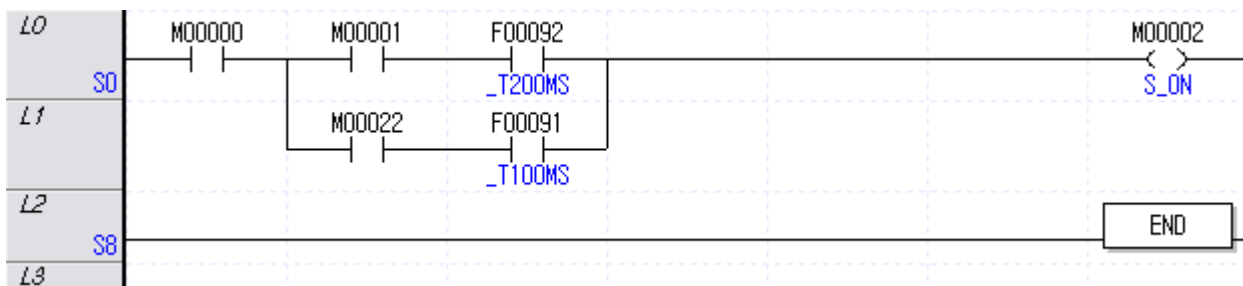 L0
M00000 M00001 F00092 M00002
S0 _T200MS S_ON
L1
M00022 F00091
_T100MS
L2
END
S8
L3